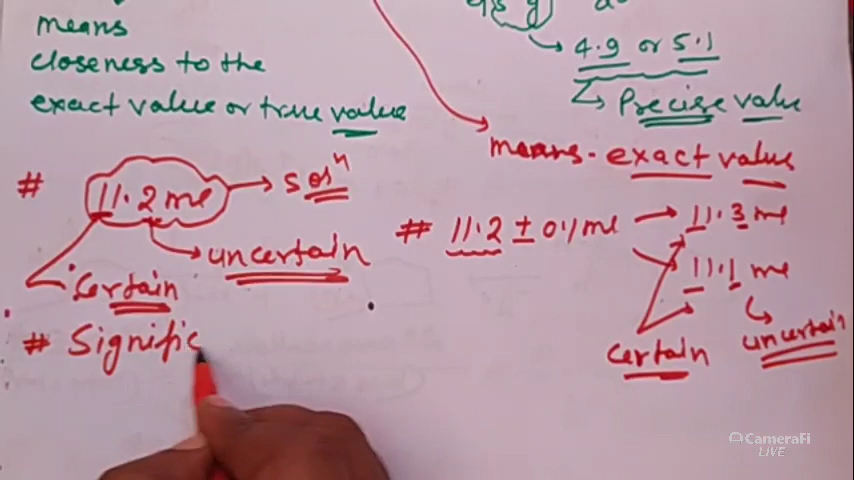 means
closeness to the
exact value or true value
4.9 or 5.1
Precise value
means - exact value
# 11.2 ml → solⁿ
uncertain
certain
# 11.2 ± 0.1 ml → 11.3 ml
11.1 ml
certain
uncertain
# Signific
CameraFi
LIVE